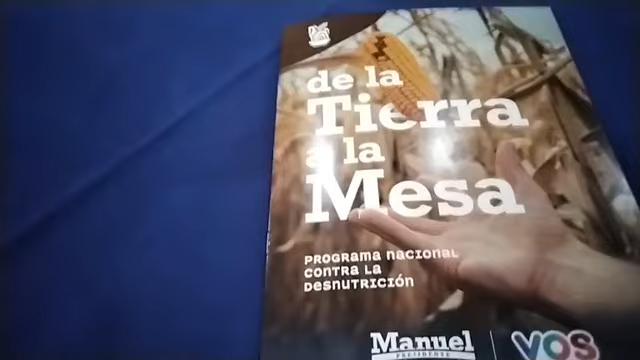 de la
Tierra
a la
Mesa
PROGRAMA NACIONAL
CONTRA LA
DESNUTRICIÓN
Manuel
PRESIDENTE
VOS